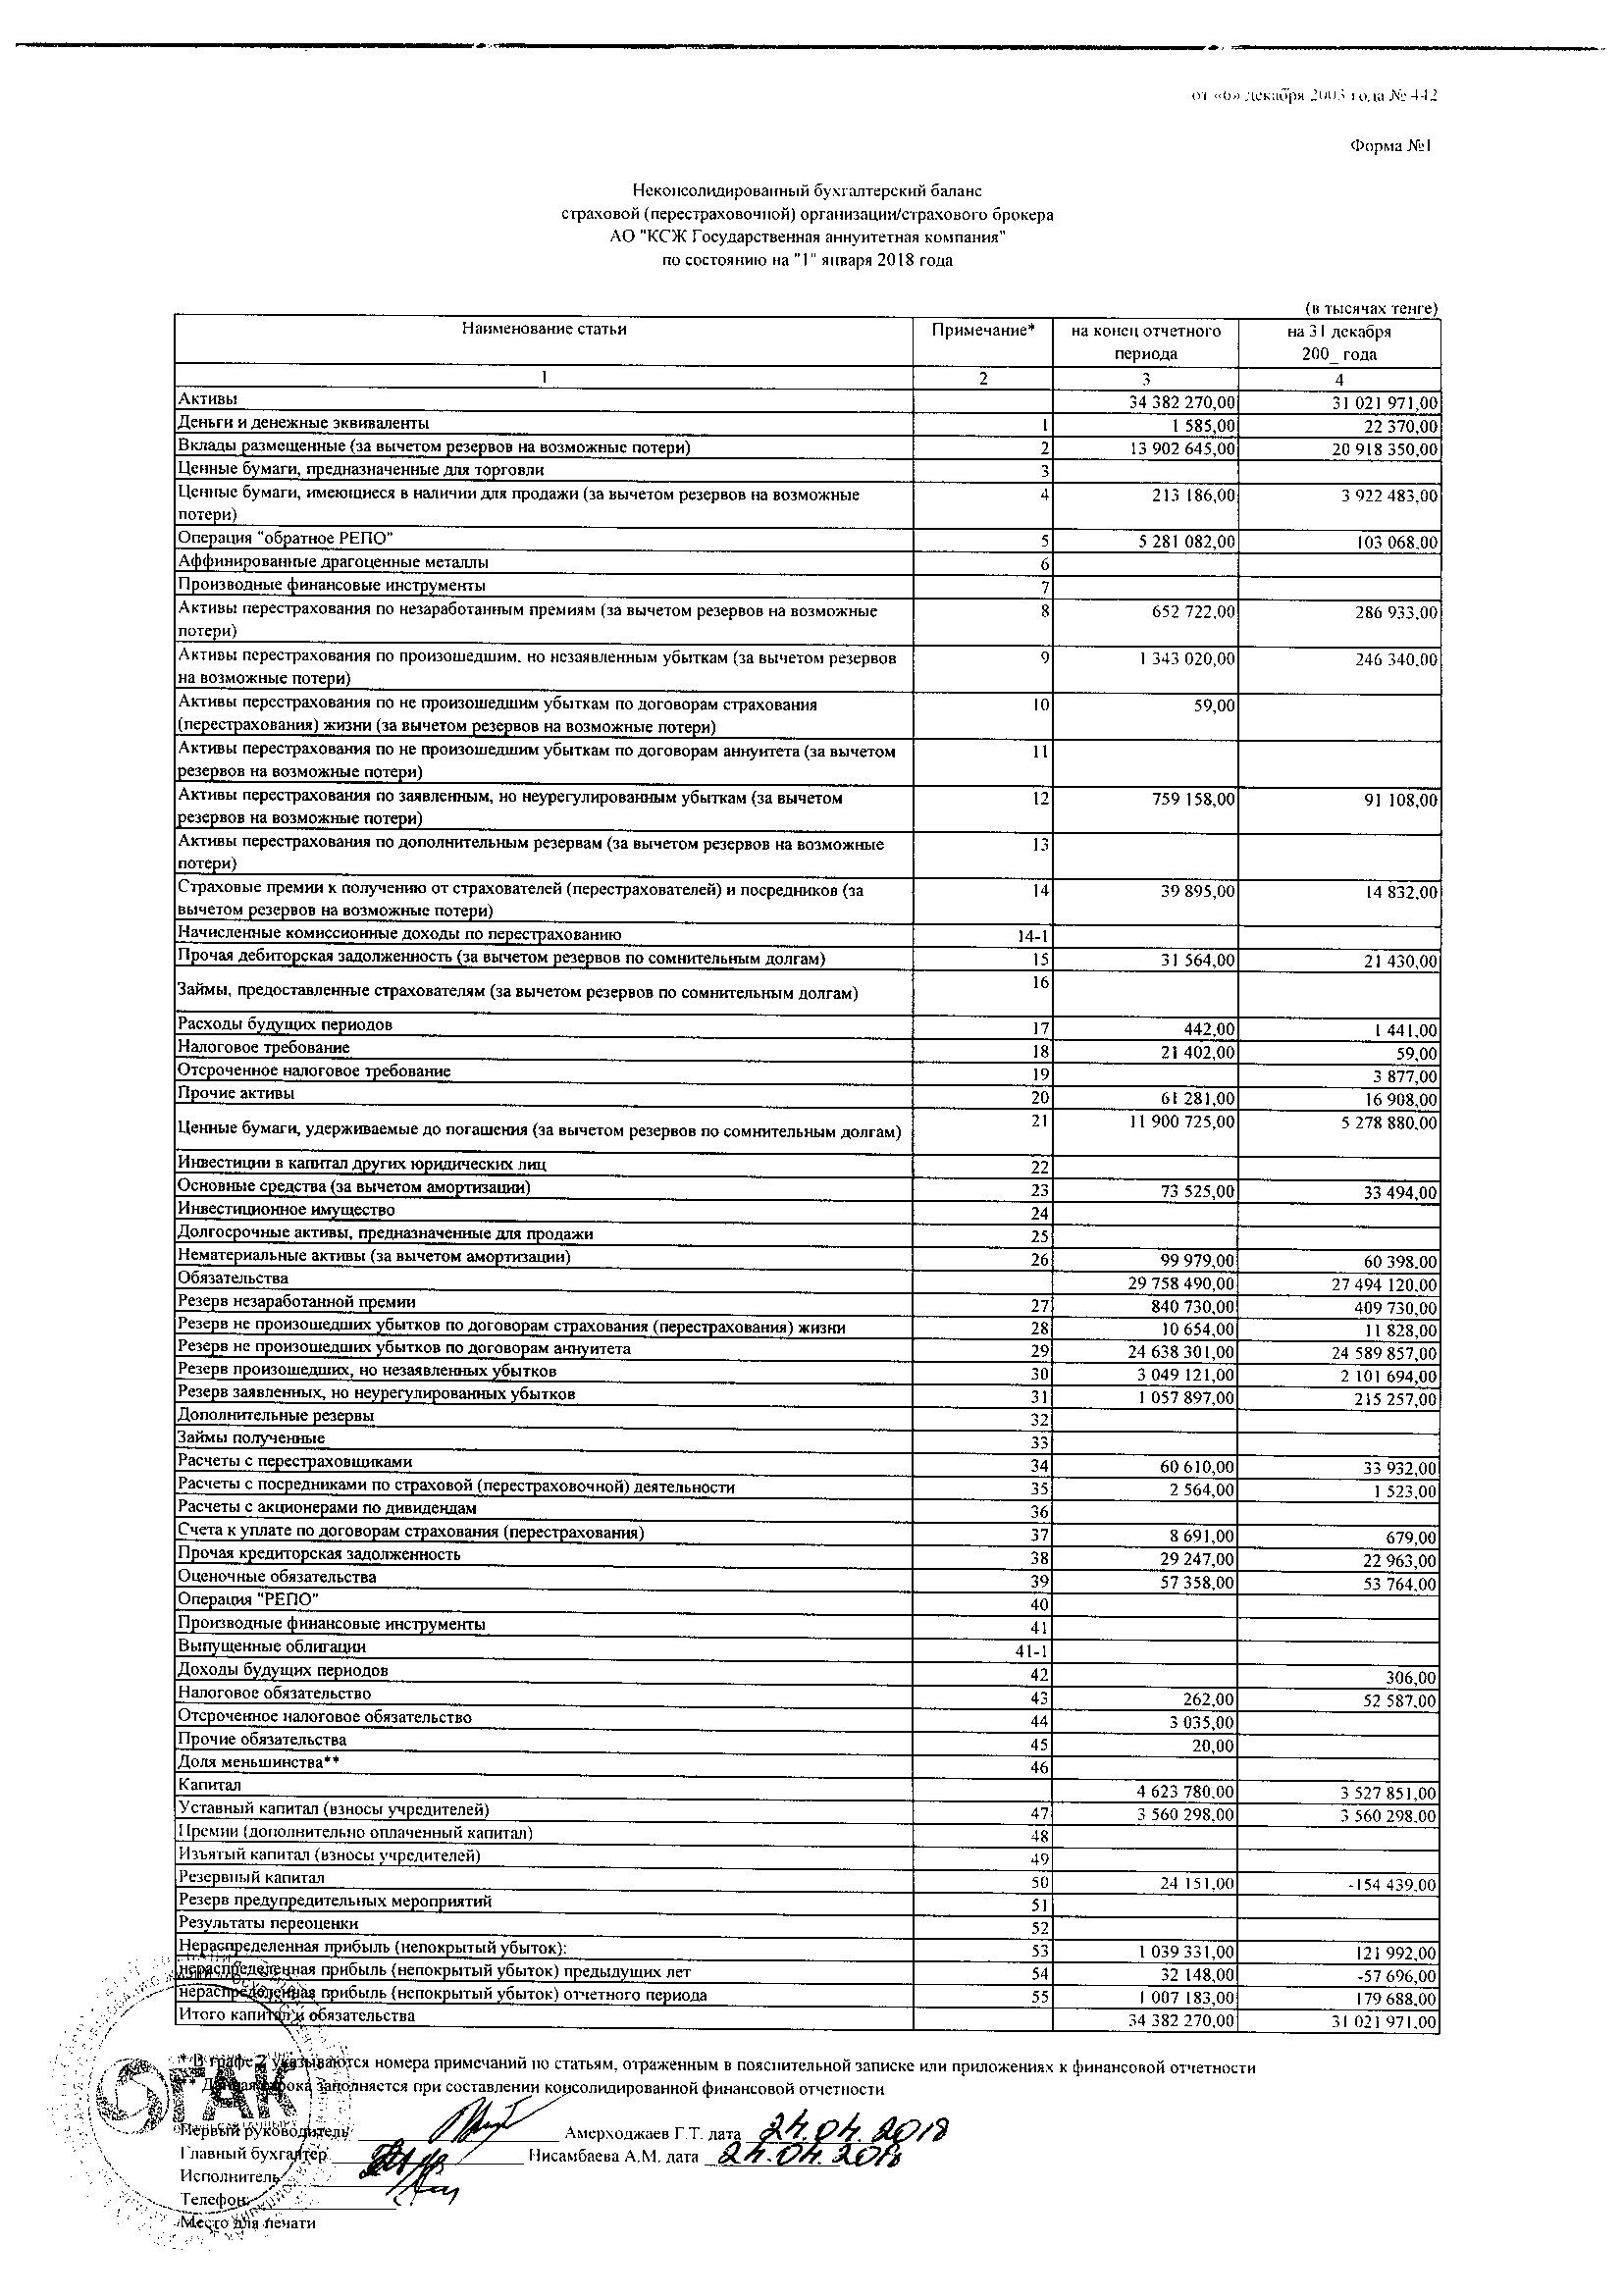 от «6» декабря 2003 года № 442
Форма №1
Неконсолидированный бухгалтерский баланс
страховой (перестраховочной) организации/страхового брокера
АО "КСЖ Государственная аннуитетная компания"
по состоянию на "1" января 2018 года
(в тысячах тенге)
Наименование статьи Примечание* на конец отчетного на 31 декабря
периода 200_ года
1 2 3 4
Активы 34 382 270,00 31 021 971,00
Деньги и денежные эквиваленты 1 1 585,00 22 370,00
Вклады размещенные (за вычетом резервов на возможные потери) 2 13 902 645,00 20 918 350,00
Ценные бумаги, предназначенные для торговли 3
Ценные бумаги, имеющиеся в наличии для продажи (за вычетом резервов на возможные 4 213 186,00 3 922 483,00
потери)
Операция "обратное РЕПО" 5 5 281 082,00 103 068,00
Аффинированные драгоценные металлы 6
Производные финансовые инструменты 7
Активы перестрахования по незаработанным премиям (за вычетом резервов на возможные 8 652 722,00 286 933,00
потери)
Активы перестрахования по произошедшим, но незаявленным убыткам (за вычетом резервов 9 1 343 020,00 246 340,00
на возможные потери)
Активы перестрахования по не произошедшим убыткам по договорам страхования 10 59,00
(перестрахования) жизни (за вычетом резервов на возможные потери)
Активы перестрахования по не произошедшим убыткам по договорам аннуитета (за вычетом 11
резервов на возможные потери)
Активы перестрахования по заявленным, но неурегулированным убыткам (за вычетом 12 759 158,00 91 108,00
резервов на возможные потери)
Активы перестрахования по дополнительным резервам (за вычетом резервов на возможные 13
потери)
Страховые премии к получению от страхователей (перестрахователей) и посредников (за 14 39 895,00 14 832,00
вычетом резервов на возможные потери)
Начисленные комиссионные доходы по перестрахованию 14-1
Прочая дебиторская задолженность (за вычетом резервов по сомнительным долгам) 15 31 564,00 21 430,00
Займы, предоставленные страхователям (за вычетом резервов по сомнительным долгам) 16
Расходы будущих периодов 17 442,00 1 441,00
Налоговое требование 18 21 402,00 59,00
Отсроченное налоговое требование 19 3 877,00
Прочие активы 20 61 281,00 16 908,00
Ценные бумаги, удерживаемые до погашения (за вычетом резервов по сомнительным долгам) 21 11 900 725,00 5 278 880,00
Инвестиции в капитал других юридических лиц 22
Основные средства (за вычетом амортизации) 23 73 525,00 33 494,00
Инвестиционное имущество 24
Долгосрочные активы, предназначенные для продажи 25
Нематериальные активы (за вычетом амортизации) 26 99 979,00 60 398,00
Обязательства 29 758 490,00 27 494 120,00
Резерв незаработанной премии 27 840 730,00 409 730,00
Резерв не произошедших убытков по договорам страхования (перестрахования) жизни 28 10 654,00 11 828,00
Резерв не произошедших убытков по договорам аннуитета 29 24 638 301,00 24 589 857,00
Резерв произошедших, но незаявленных убытков 30 3 049 121,00 2 101 694,00
Резерв заявленных, но неурегулированных убытков 31 1 057 897,00 215 257,00
Дополнительные резервы 32
Займы полученные 33
Расчеты с перестраховщиками 34 60 610,00 33 932,00
Расчеты с посредниками по страховой (перестраховочной) деятельности 35 2 564,00 1 523,00
Расчеты с акционерами по дивидендам 36
Счета к уплате по договорам страхования (перестрахования) 37 8 691,00 679,00
Прочая кредиторская задолженность 38 29 247,00 22 963,00
Оценочные обязательства 39 57 358,00 53 764,00
Операция "РЕПО" 40
Производные финансовые инструменты 41
Выпущенные облигации 41-1
Доходы будущих периодов 42 306,00
Налоговое обязательство 43 262,00 52 587,00
Отсроченное налоговое обязательство 44 3 035,00
Прочие обязательства 45 20,00
Доля меньшинства** 46
Капитал 4 623 780,00 3 527 851,00
Уставный капитал (взносы учредителей) 47 3 560 298,00 3 560 298,00
Премии (дополнительно оплаченный капитал) 48
Изъятый капитал (взносы учредителей) 49
Резервный капитал 50 24 151,00 -154 439,00
Резерв предупредительных мероприятий 51
Результаты переоценки 52
Нераспределенная прибыль (непокрытый убыток): 53 1 039 331,00 121 992,00
нераспределенная прибыль (непокрытый убыток) предыдущих лет 54 32 148,00 -57 696,00
нераспределенная прибыль (непокрытый убыток) отчетного периода 55 1 007 183,00 179 688,00
Итого капитал и обязательства 34 382 270,00 31 021 971,00
* В графе 2 указываются номера примечаний по статьям, отраженным в пояснительной записке или приложениях к финансовой отчетности
** Данная строка заполняется при составлении консолидированной финансовой отчетности
ГАК
Первый руководитель Амерходжаев Г.Т. дата 24.04.2018
Главный бухгалтер Нисамбаева А.М. дата 24.04.2018
Исполнитель
Телефон:
Место для печати